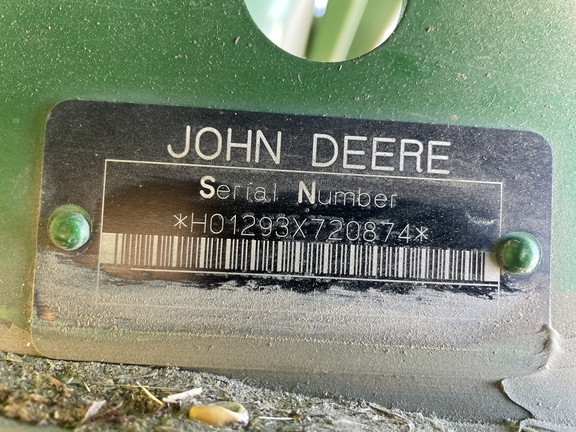 JOHN DEERE
Serial Number
*H01293X720874*